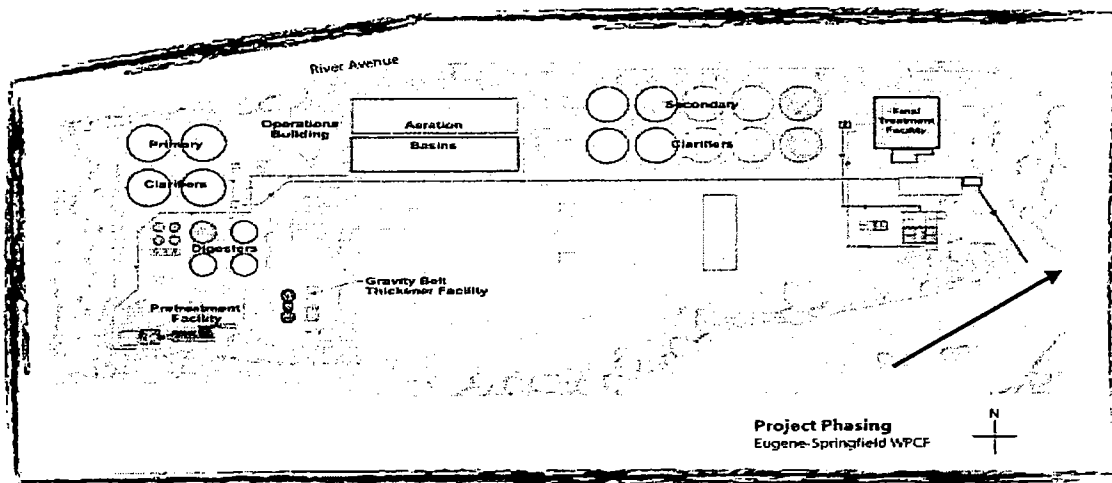 River Avenue
Primary
Clarifiers
Operations
Building
Aeration
Basins
Secondary
Clarifiers
Final
Treatment
Facility
Digesters
Gravity Belt
Thickener Facility
Pretreatment
Facility
Project Phasing
Eugene-Springfield WPCF
N